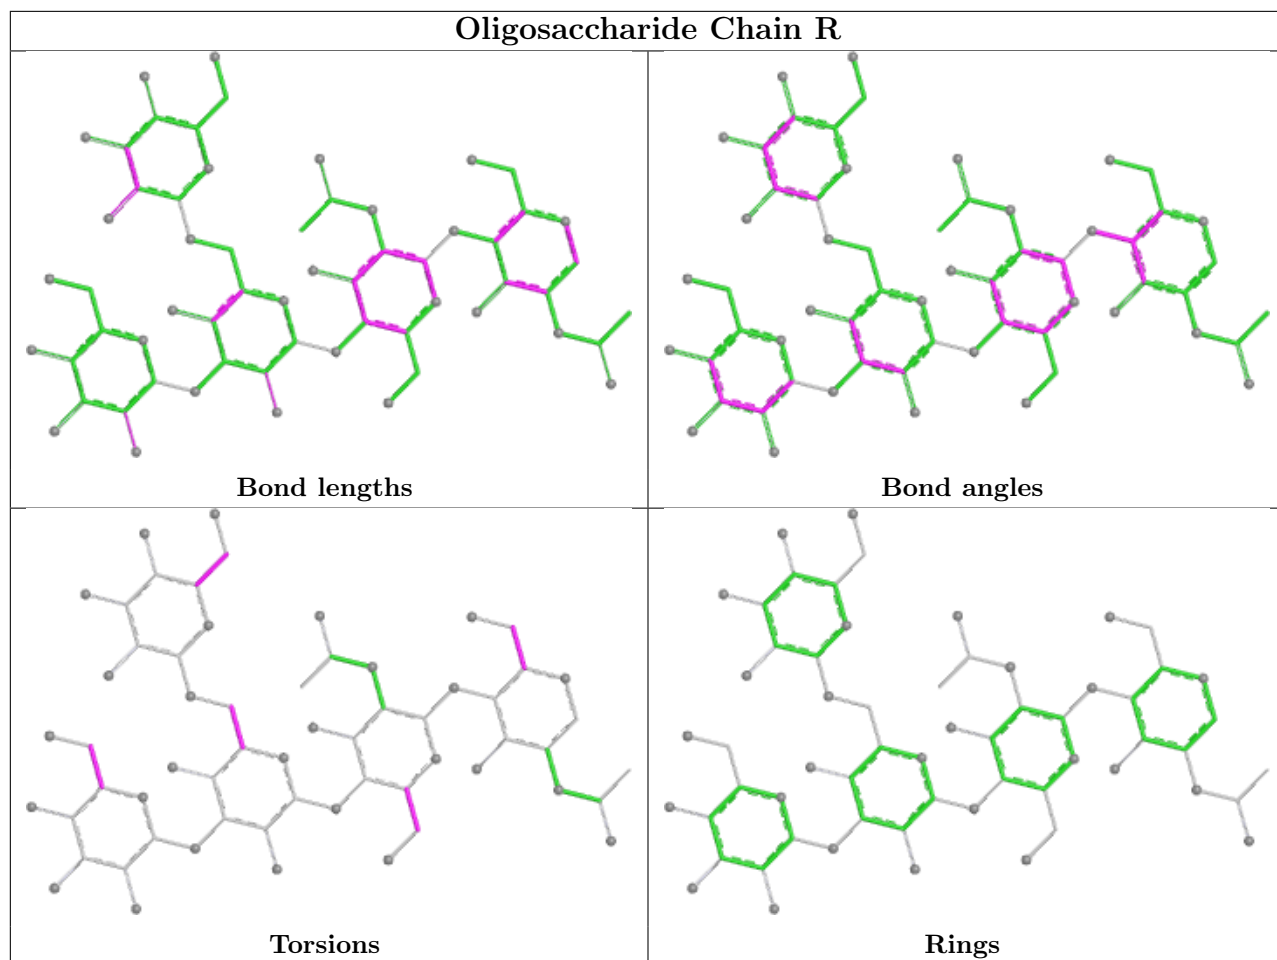 Oligosaccharide Chain R
Bond lengths
Bond angles
Torsions
Rings